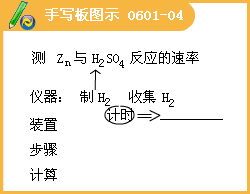 手写板图示 0601-04
测 Zn与 H₂SO₄ 反应的速率
仪器： 制H₂ 收集 H₂
计时
装置
步骤
计算